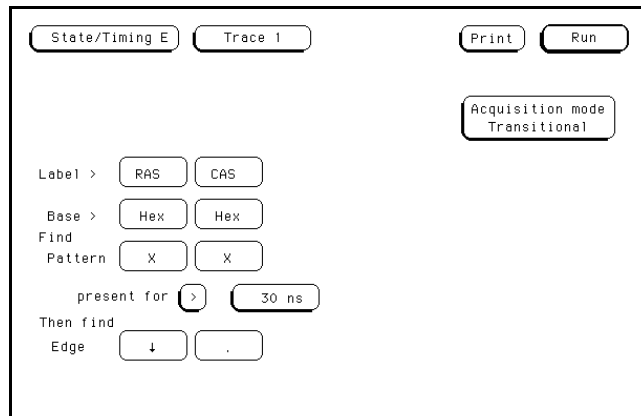 State/Timing E Trace 1 Print Run
Acquisition mode
Transitional
Label > RAS CAS
Base > Hex Hex
Find
Pattern X X
present for > 30 ns
Then find
Edge ↓ .